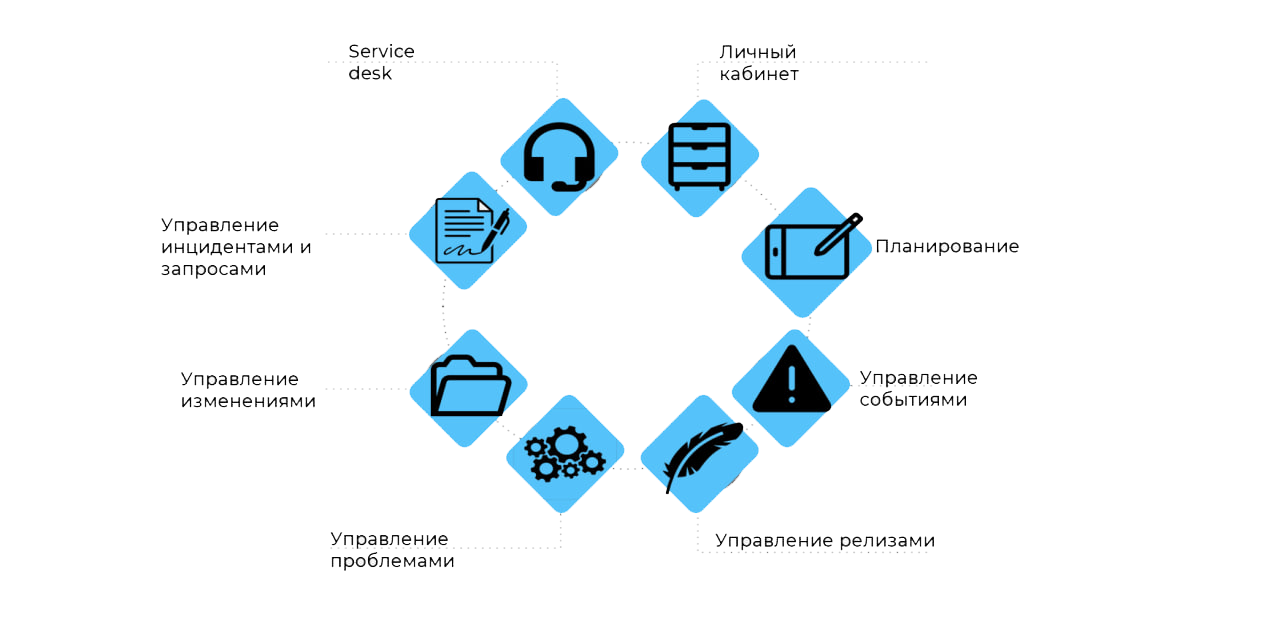 Service
desk
Личный
кабинет
Управление
инцидентами и
запросами
Планирование
Управление
изменениями
Управление
событиями
Управление
проблемами
Управление релизами